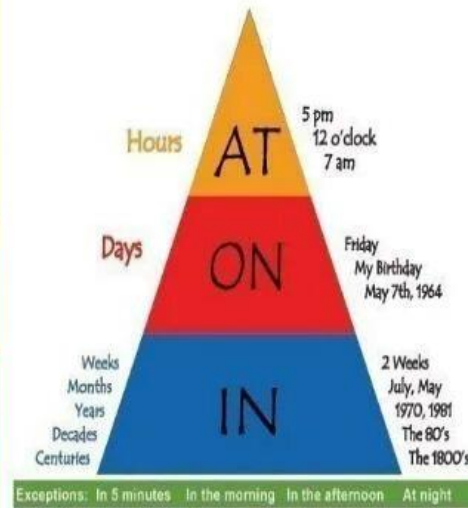 Hours
AT
5 pm
12 o'clock
7 am
Days
ON
Friday
My Birthday
May 7th, 1964
Weeks
Months
Years
Decades
Centuries
IN
2 Weeks
July, May
1970, 1981
The 80's
The 1800's
Exceptions: In 5 minutes In the morning In the afternoon At night